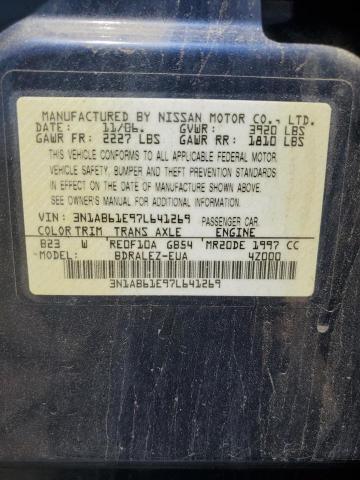 MANUFACTURED BY NISSAN MOTOR CO., LTD.
DATE: 11/06. GVWR: 3920 LBS
GAWR FR: 2227 LBS GAWR RR: 1810 LBS
THIS VEHICLE CONFORMS TO ALL APPLICABLE FEDERAL MOTOR
VEHICLE SAFETY, BUMPER AND THEFT PREVENTION STANDARDS
IN EFFECT ON THE DATE OF MANUFACTURE SHOWN ABOVE.
SEE OWNER'S MANUAL FOR ADDITIONAL INFORMATION.
VIN: 3N1AB61E97L641269 PASSENGER CAR.
COLOR TRIM TRANS AXLE ENGINE
B23 W RE0F10A GB54 MR20DE 1997 CC
MODEL: BDRALEZ-EUA 4Z000
3N1AB61E97L641269